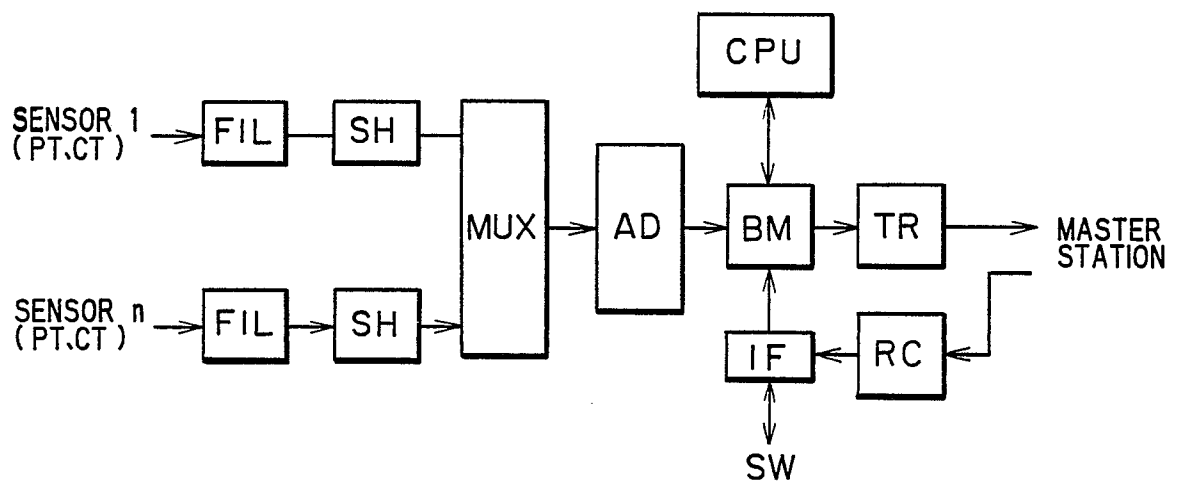 CPU
SENSOR 1
(PT、CT)
FIL
SH
MUX
AD
BM
TR
MASTER
STATION
SENSOR n
(PT、CT)
FIL
SH
IF
RC
SW